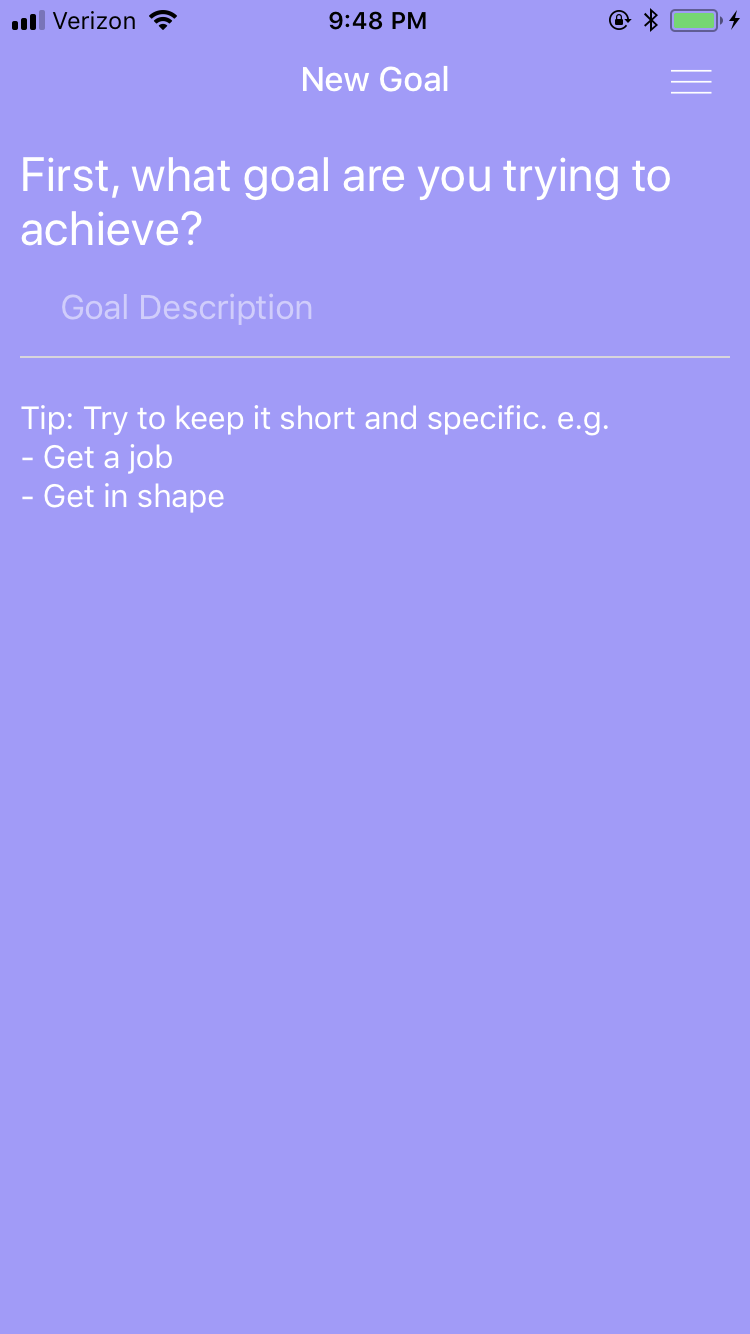 Verizon 9:48 PM
New Goal
First, what goal are you trying to
achieve?
Goal Description
Tip: Try to keep it short and specific. e.g.
- Get a job
- Get in shape